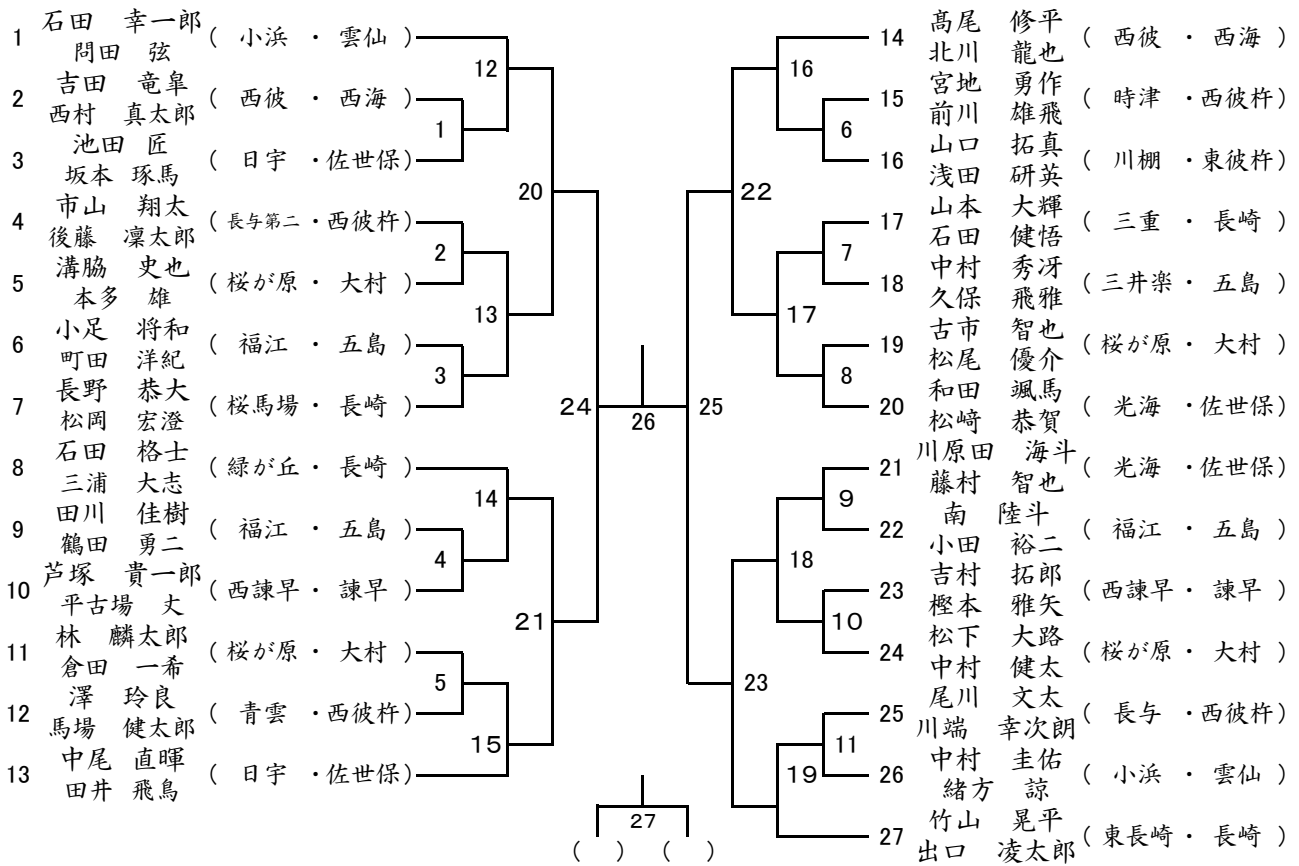 石田　幸一郎
1 ( 小浜 ・ 雲仙 )
問田　弦
吉田　竜皐
2 ( 西彼 ・ 西海 )
西村　真太郎
池田　匠
3 ( 日宇 ・佐世保)
坂本　琢馬
市山　翔太
4 ( 長与第二・西彼杵)
後藤　凜太郎
溝脇　史也
5 ( 桜が原・ 大村 )
本多　雄
小足　将和
6 ( 福江 ・ 五島 )
町田　洋紀
長野　恭大
7 ( 桜馬場・ 長崎 )
松岡　宏澄
石田　格士
8 ( 緑が丘・ 長崎 )
三浦　大志
田川　佳樹
9 ( 福江 ・ 五島 )
鶴田　勇二
芦塚　貴一郎
10 ( 西諫早・ 諫早 )
平古場　丈
林　麟太郎
11 ( 桜が原・ 大村 )
倉田　一希
澤　玲良
12 ( 青雲 ・西彼杵)
馬場　健太郎
中尾　直暉
13 ( 日宇 ・佐世保)
田井　飛鳥
12
1
20
2
13
3
24
14
4
21
5
15
26
27
(　) (　)
25
16
6
22
7
17
8
9
18
10
23
11
19
髙尾　修平
14 ( 西彼 ・ 西海 )
北川　龍也
宮地　勇作
15 ( 時津 ・西彼杵)
前川　雄飛
山口　拓真
16 ( 川棚 ・東彼杵)
浅田　研英
山本　大輝
17 ( 三重 ・ 長崎 )
石田　健悟
中村　秀冴
18 ( 三井楽・ 五島 )
久保　飛雅
古市　智也
19 ( 桜が原・ 大村 )
松尾　優介
和田　颯馬
20 ( 光海 ・佐世保)
松﨑　恭賀
川原田　海斗
21 ( 光海 ・佐世保)
藤村　智也
南　陸斗
22 ( 福江 ・ 五島 )
小田　裕二
吉村　拓郎
23 ( 西諫早・ 諫早 )
樫本　雅矢
松下　大路
24 ( 桜が原・ 大村 )
中村　健太
尾川　文太
25 ( 長与 ・西彼杵)
川端　幸次朗
中村　圭佑
26 ( 小浜 ・ 雲仙 )
緒方　諒
竹山　晃平
27 ( 東長崎・ 長崎 )
出口　凌太郎